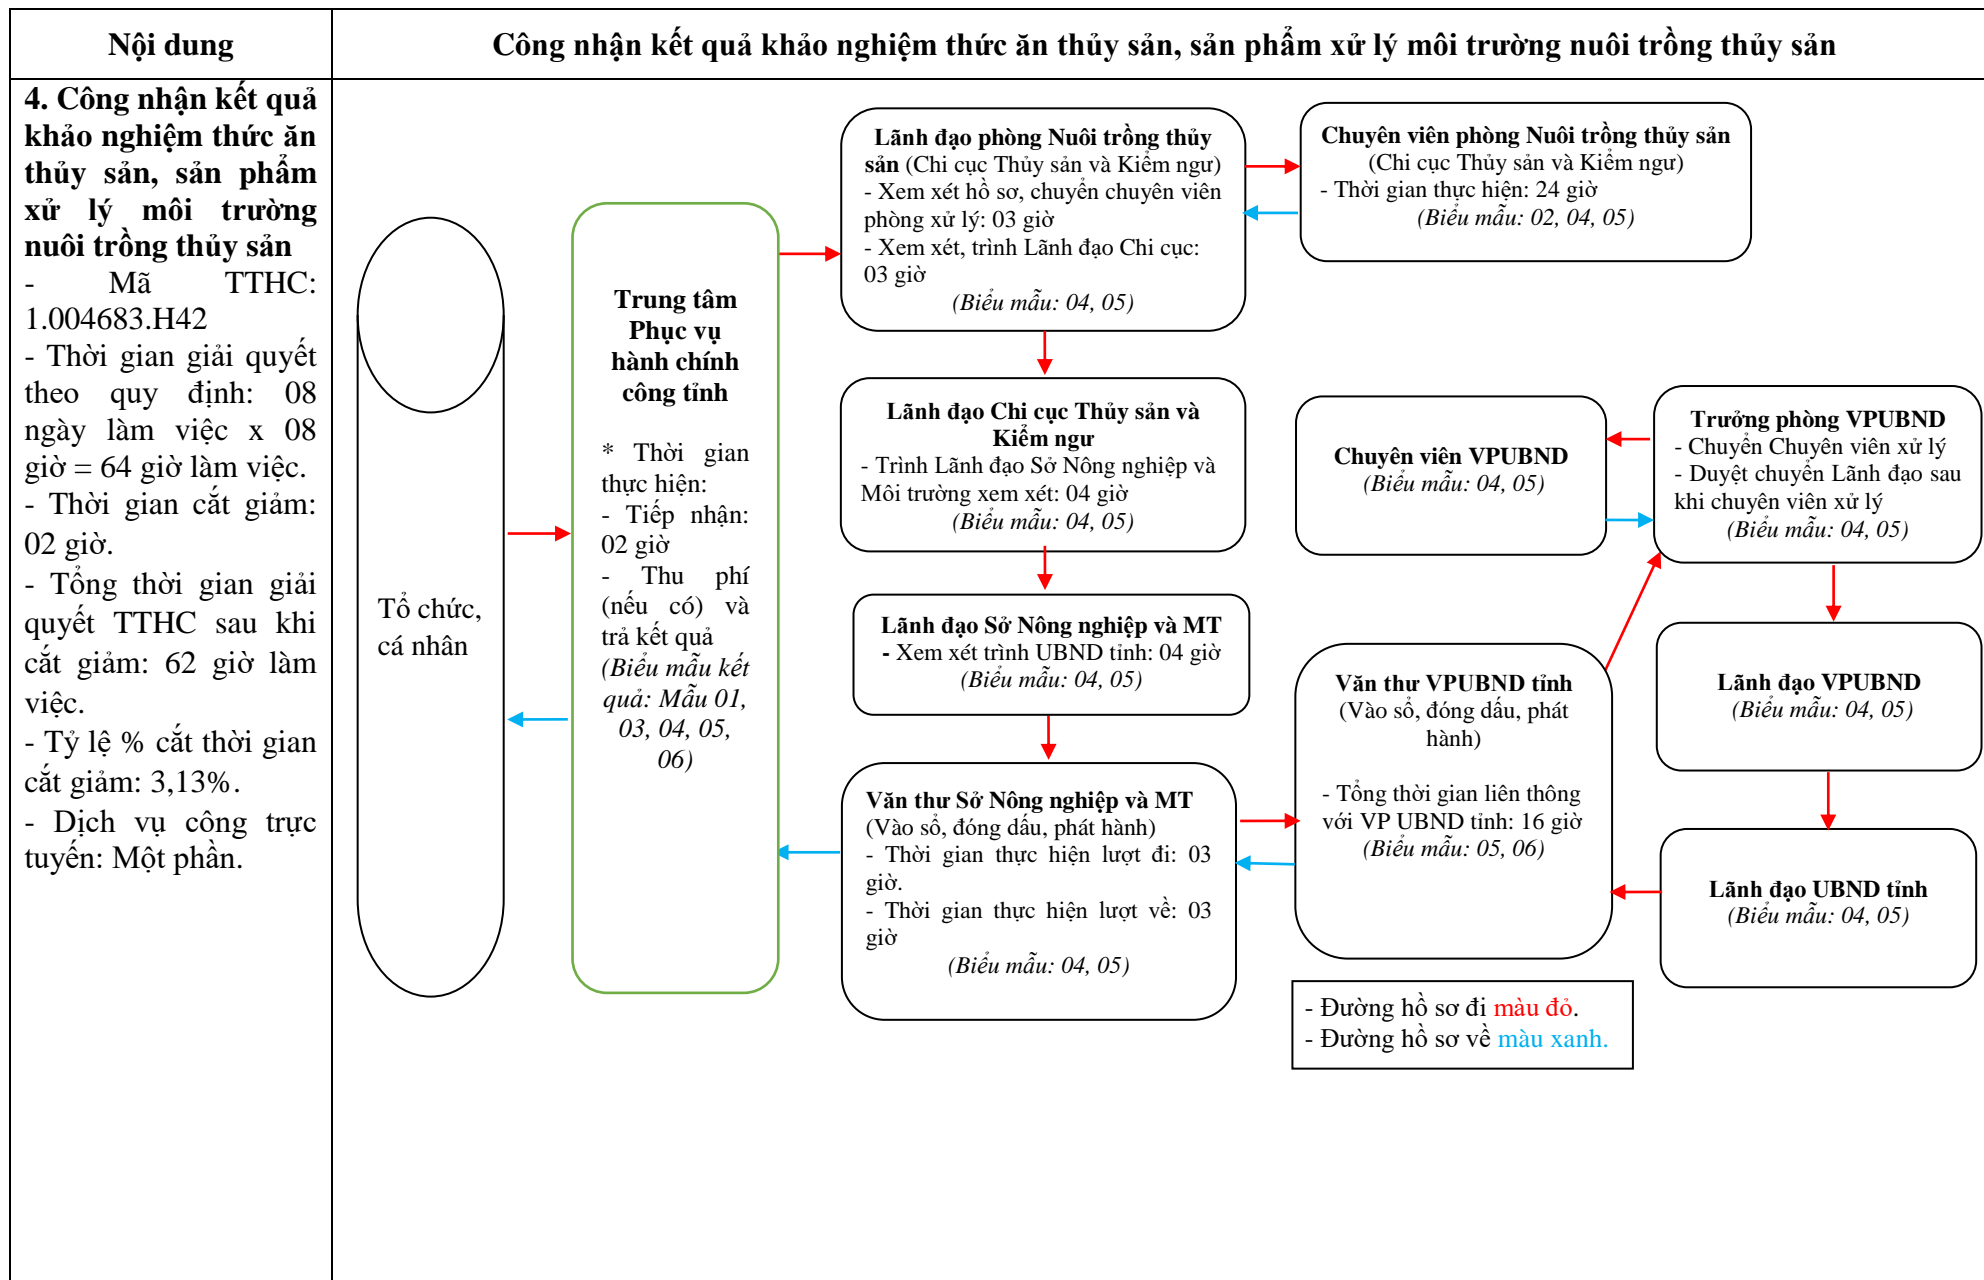 Nội dung
Công nhận kết quả khảo nghiệm thức ăn thủy sản, sản phẩm xử lý môi trường nuôi trồng thủy sản
4. Công nhận kết quả
khảo nghiệm thức ăn
thủy sản, sản phẩm
xử lý môi trường
nuôi trồng thủy sản
- Mã TTHC:
1.004683.H42
- Thời gian giải quyết
theo quy định: 08
ngày làm việc x 08
giờ = 64 giờ làm việc.
- Thời gian cắt giảm:
02 giờ.
- Tổng thời gian giải
quyết TTHC sau khi
cắt giảm: 62 giờ làm
việc.
- Tỷ lệ % cắt thời gian
cắt giảm: 3,13%.
- Dịch vụ công trực
tuyến: Một phần.
Tổ chức,
cá nhân
Trung tâm
Phục vụ
hành chính
công tỉnh
* Thời gian
thực hiện:
- Tiếp nhận:
02 giờ
- Thu phí
(nếu có) và
trả kết quả
(Biểu mẫu kết
quả: Mẫu 01,
03, 04, 05,
06)
Lãnh đạo phòng Nuôi trồng thủy
sản (Chi cục Thủy sản và Kiểm ngư)
- Xem xét hồ sơ, chuyển chuyên viên
phòng xử lý: 03 giờ
- Xem xét, trình Lãnh đạo Chi cục:
03 giờ
(Biểu mẫu: 04, 05)
Chuyên viên phòng Nuôi trồng thủy sản
(Chi cục Thủy sản và Kiểm ngư)
- Thời gian thực hiện: 24 giờ
(Biểu mẫu: 02, 04, 05)
Lãnh đạo Chi cục Thủy sản và
Kiểm ngư
- Trình Lãnh đạo Sở Nông nghiệp và
Môi trường xem xét: 04 giờ
(Biểu mẫu: 04, 05)
Lãnh đạo Sở Nông nghiệp và MT
- Xem xét trình UBND tỉnh: 04 giờ
(Biểu mẫu: 04, 05)
Văn thư Sở Nông nghiệp và MT
(Vào sổ, đóng dấu, phát hành)
- Thời gian thực hiện lượt đi: 03
giờ.
- Thời gian thực hiện lượt về: 03
giờ
(Biểu mẫu: 04, 05)
Văn thư VPUBND tỉnh
(Vào sổ, đóng dấu, phát
hành)
- Tổng thời gian liên thông
với VP UBND tỉnh: 16 giờ
(Biểu mẫu: 05, 06)
Chuyên viên VPUBND
(Biểu mẫu: 04, 05)
Trưởng phòng VPUBND
- Chuyển Chuyên viên xử lý
- Duyệt chuyển Lãnh đạo sau
khi chuyên viên xử lý
(Biểu mẫu: 04, 05)
Lãnh đạo VPUBND
(Biểu mẫu: 04, 05)
Lãnh đạo UBND tỉnh
(Biểu mẫu: 04, 05)
- Đường hồ sơ đi màu đỏ.
- Đường hồ sơ về màu xanh.